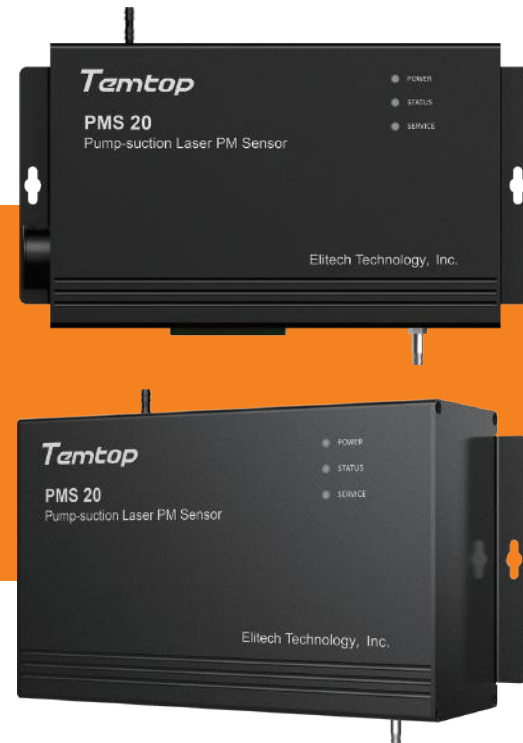 Temtop
POWER
STATUS
SERVICE
PMS 20
Pump-suction Laser PM Sensor
Elitech Technology, Inc.
Temtop
POWER
STATUS
SERVICE
PMS 20
Pump-suction Laser PM Sensor
Elitech Technology, Inc.